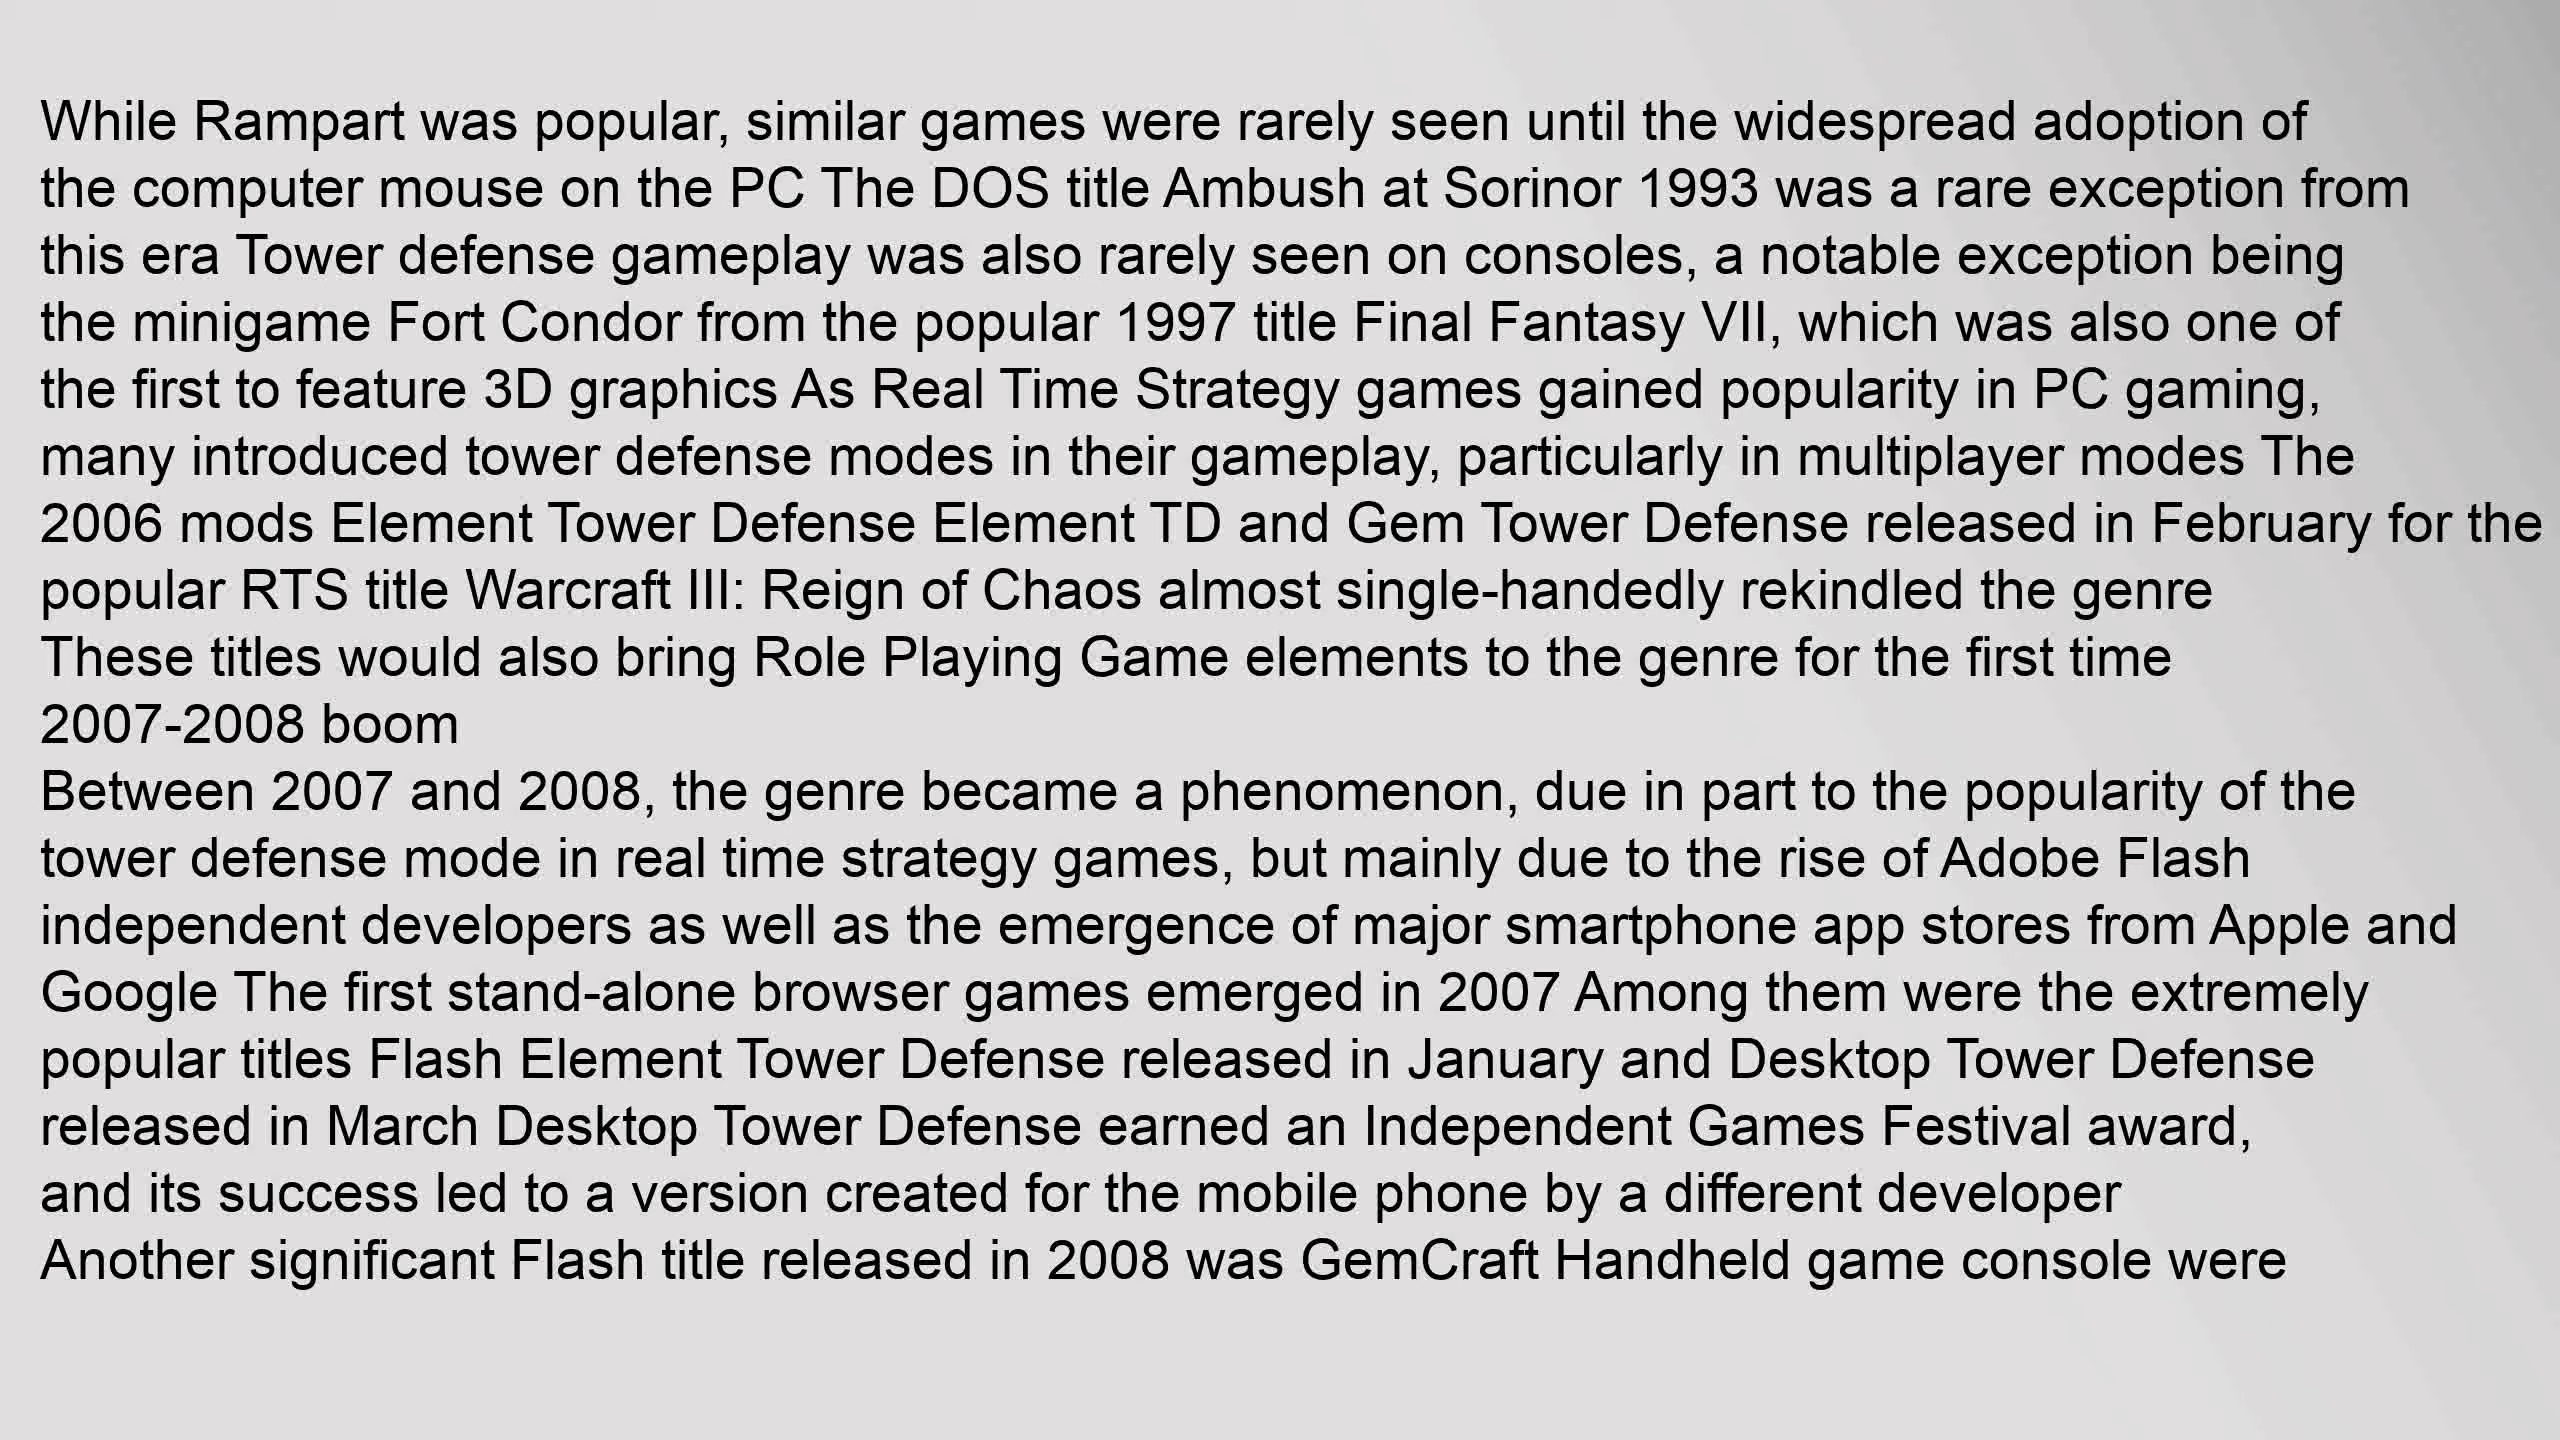 While Rampart was popular, similar games were rarely seen until the widespread adoption of
the computer mouse on the PC The DOS title Ambush at Sorinor 1993 was a rare exception from
this era Tower defense gameplay was also rarely seen on consoles, a notable exception being
the minigame Fort Condor from the popular 1997 title Final Fantasy VII, which was also one of
the first to feature 3D graphics As Real Time Strategy games gained popularity in PC gaming,
many introduced tower defense modes in their gameplay, particularly in multiplayer modes The
2006 mods Element Tower Defense Element TD and Gem Tower Defense released in February for the
popular RTS title Warcraft III: Reign of Chaos almost single-handedly rekindled the genre
These titles would also bring Role Playing Game elements to the genre for the first time
2007-2008 boom
Between 2007 and 2008, the genre became a phenomenon, due in part to the popularity of the
tower defense mode in real time strategy games, but mainly due to the rise of Adobe Flash
independent developers as well as the emergence of major smartphone app stores from Apple and
Google The first stand-alone browser games emerged in 2007 Among them were the extremely
popular titles Flash Element Tower Defense released in January and Desktop Tower Defense
released in March Desktop Tower Defense earned an Independent Games Festival award,
and its success led to a version created for the mobile phone by a different developer
Another significant Flash title released in 2008 was GemCraft Handheld game console were